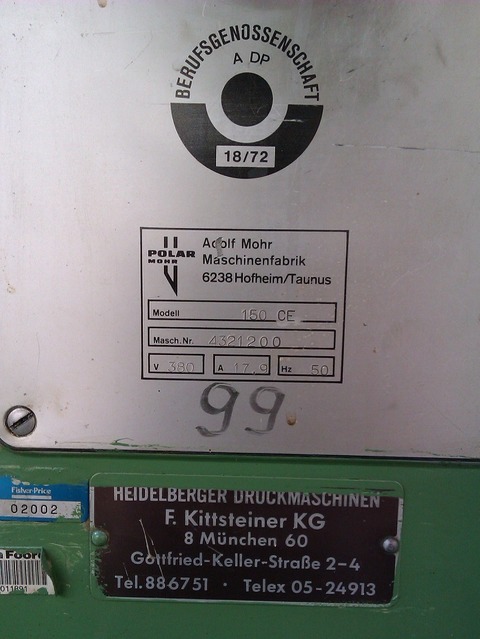 BERUFSGENOSSENSCHAFT
A DP
18/72
POLAR
MOHR
Adolf Mohr
Maschinenfabrik
6238 Hofheim/Taunus
Modell 150 CE
Masch.Nr. 4321200
V 380 A 17,9 Hz 50
99
Fisher-Price
02002
HEIDELBERGER DRUCKMASCHINEN
F. Kittsteiner KG
8 München 60
Gottfried-Keller-Straße 2-4
Tel. 886751 · Telex 05-24913
011891